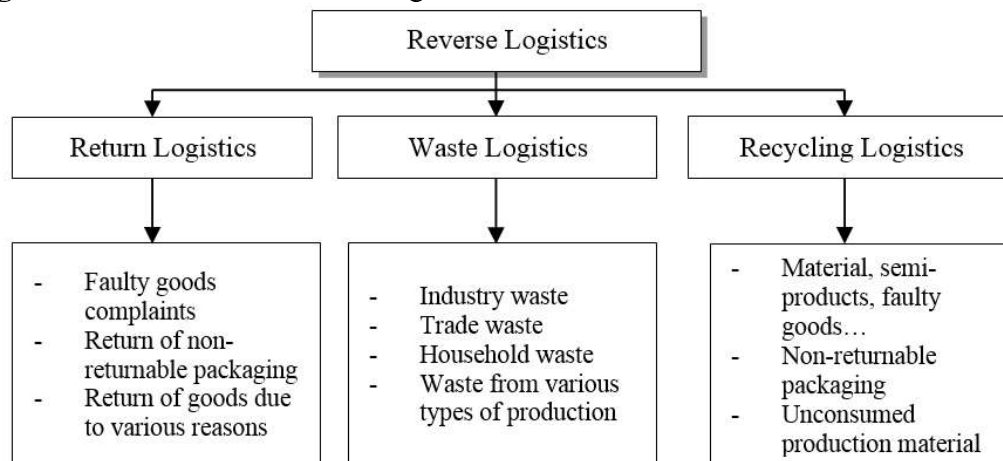 Reverse Logistics
Return Logistics
Waste Logistics
Recycling Logistics
- Faulty goods
complaints
- Return of non-
returnable packaging
- Return of goods due
to various reasons
- Industry waste
- Trade waste
- Household waste
- Waste from various
types of production
- Material, semi-
products, faulty
goods…
- Non-returnable
packaging
- Unconsumed
production material